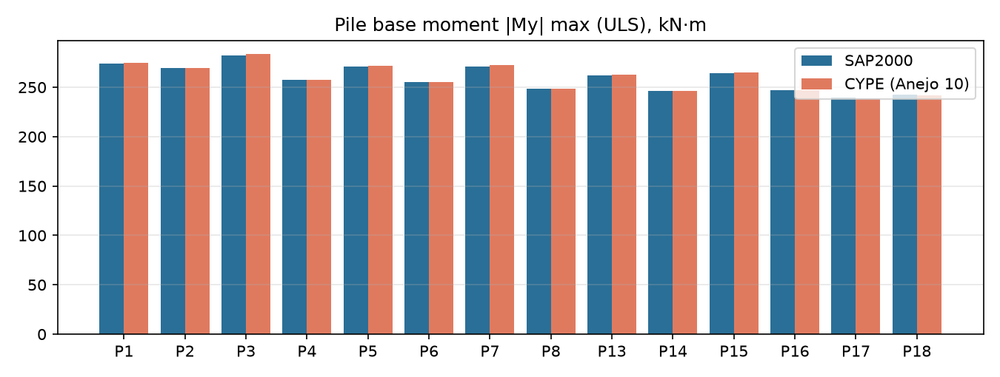 Pile base moment |My| max (ULS), kN·m
SAP2000
CYPE (Anejo 10)
250
200
150
100
50
0
P1 P2 P3 P4 P5 P6 P7 P8 P13 P14 P15 P16 P17 P18